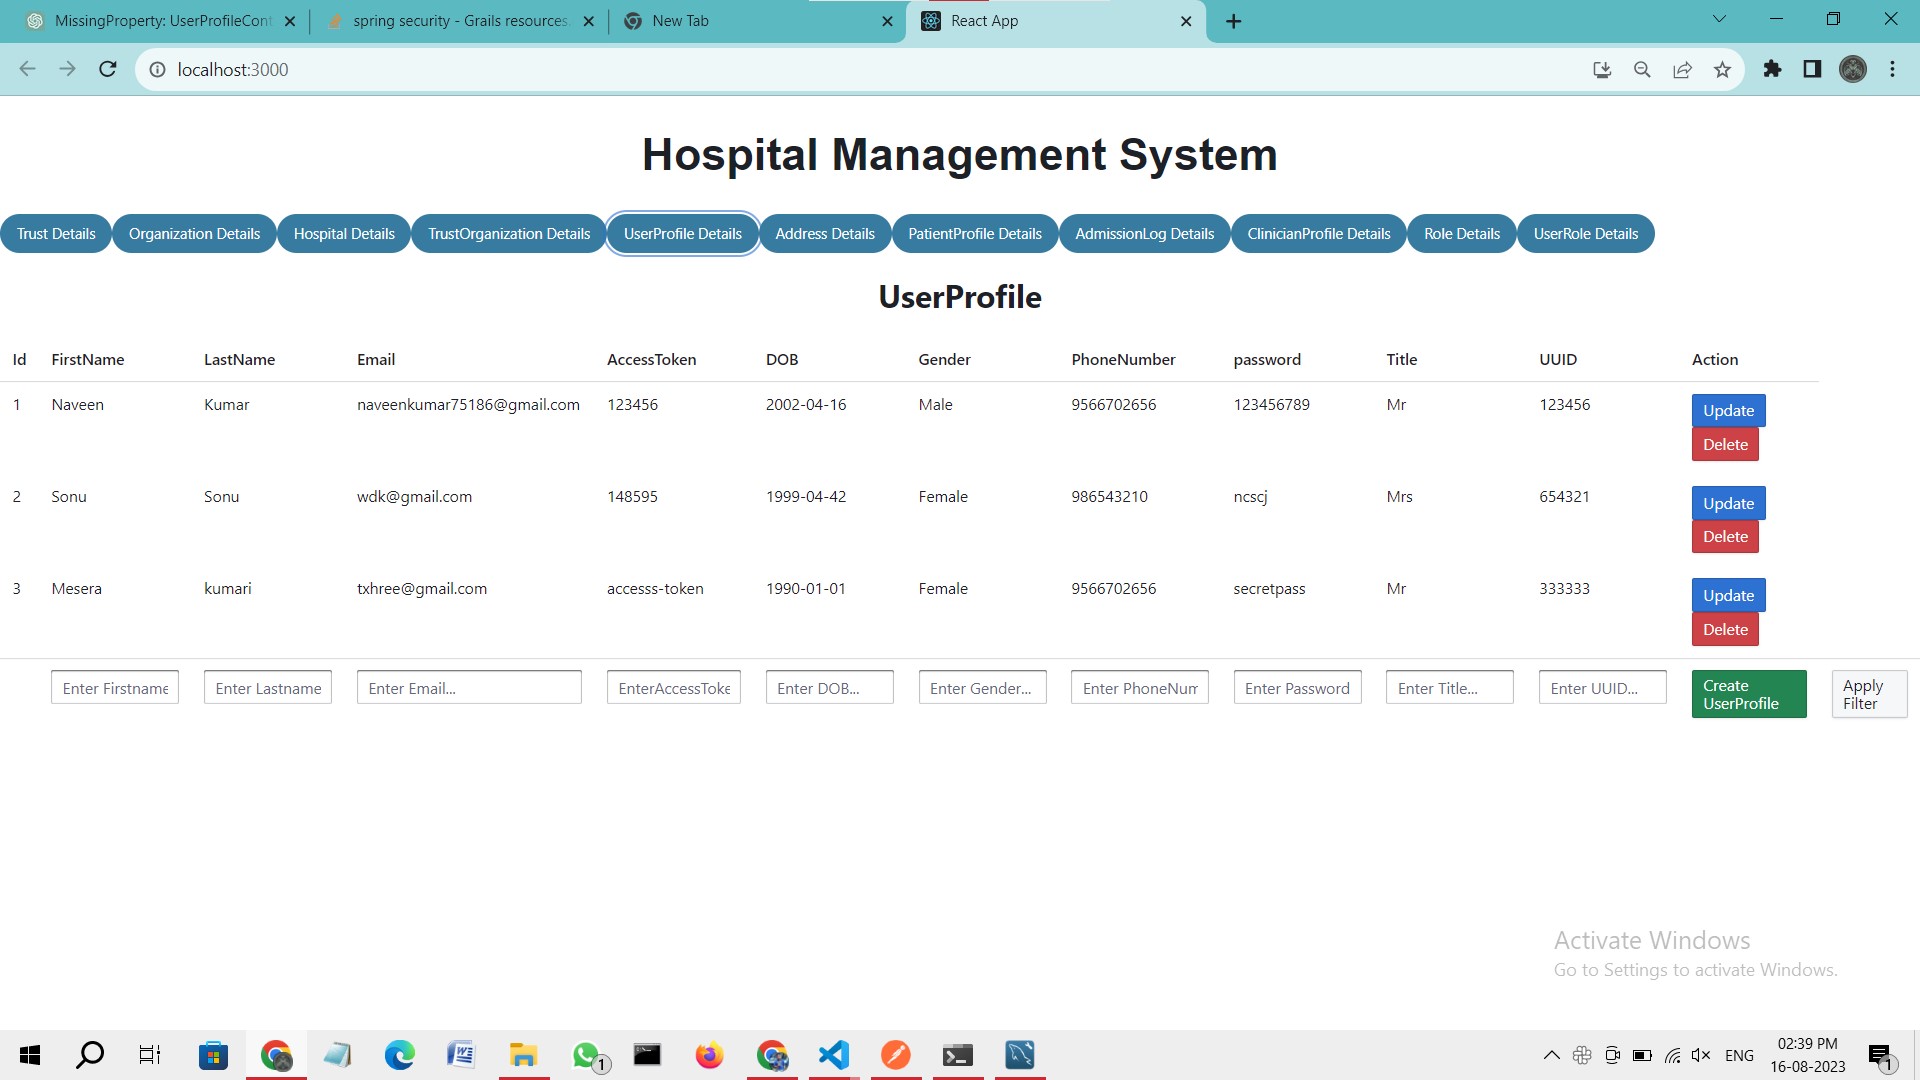 MissingProperty: UserProfileCont
spring security - Grails resources.
New Tab
React App
localhost:3000
Hospital Management System
Trust Details Organization Details Hospital Details TrustOrganization Details UserProfile Details Address Details PatientProfile Details AdmissionLog Details ClinicianProfile Details Role Details UserRole Details
UserProfile
Id FirstName LastName Email AccessToken DOB Gender PhoneNumber password Title UUID Action
1 Naveen Kumar naveenkumar75186@gmail.com 123456 2002-04-16 Male 9566702656 123456789 Mr 123456 Update
Delete
2 Sonu Sonu wdk@gmail.com 148595 1999-04-42 Female 986543210 ncscj Mrs 654321 Update
Delete
3 Mesera kumari txhree@gmail.com accesss-token 1990-01-01 Female 9566702656 secretpass Mr 333333 Update
Delete
Enter Firstname Enter Lastname Enter Email... EnterAccessToke Enter DOB... Enter Gender... Enter PhoneNum Enter Password Enter Title... Enter UUID... Create UserProfile Apply Filter
Activate Windows
Go to Settings to activate Windows.
1
ENG
02:39 PM
16-08-2023
1